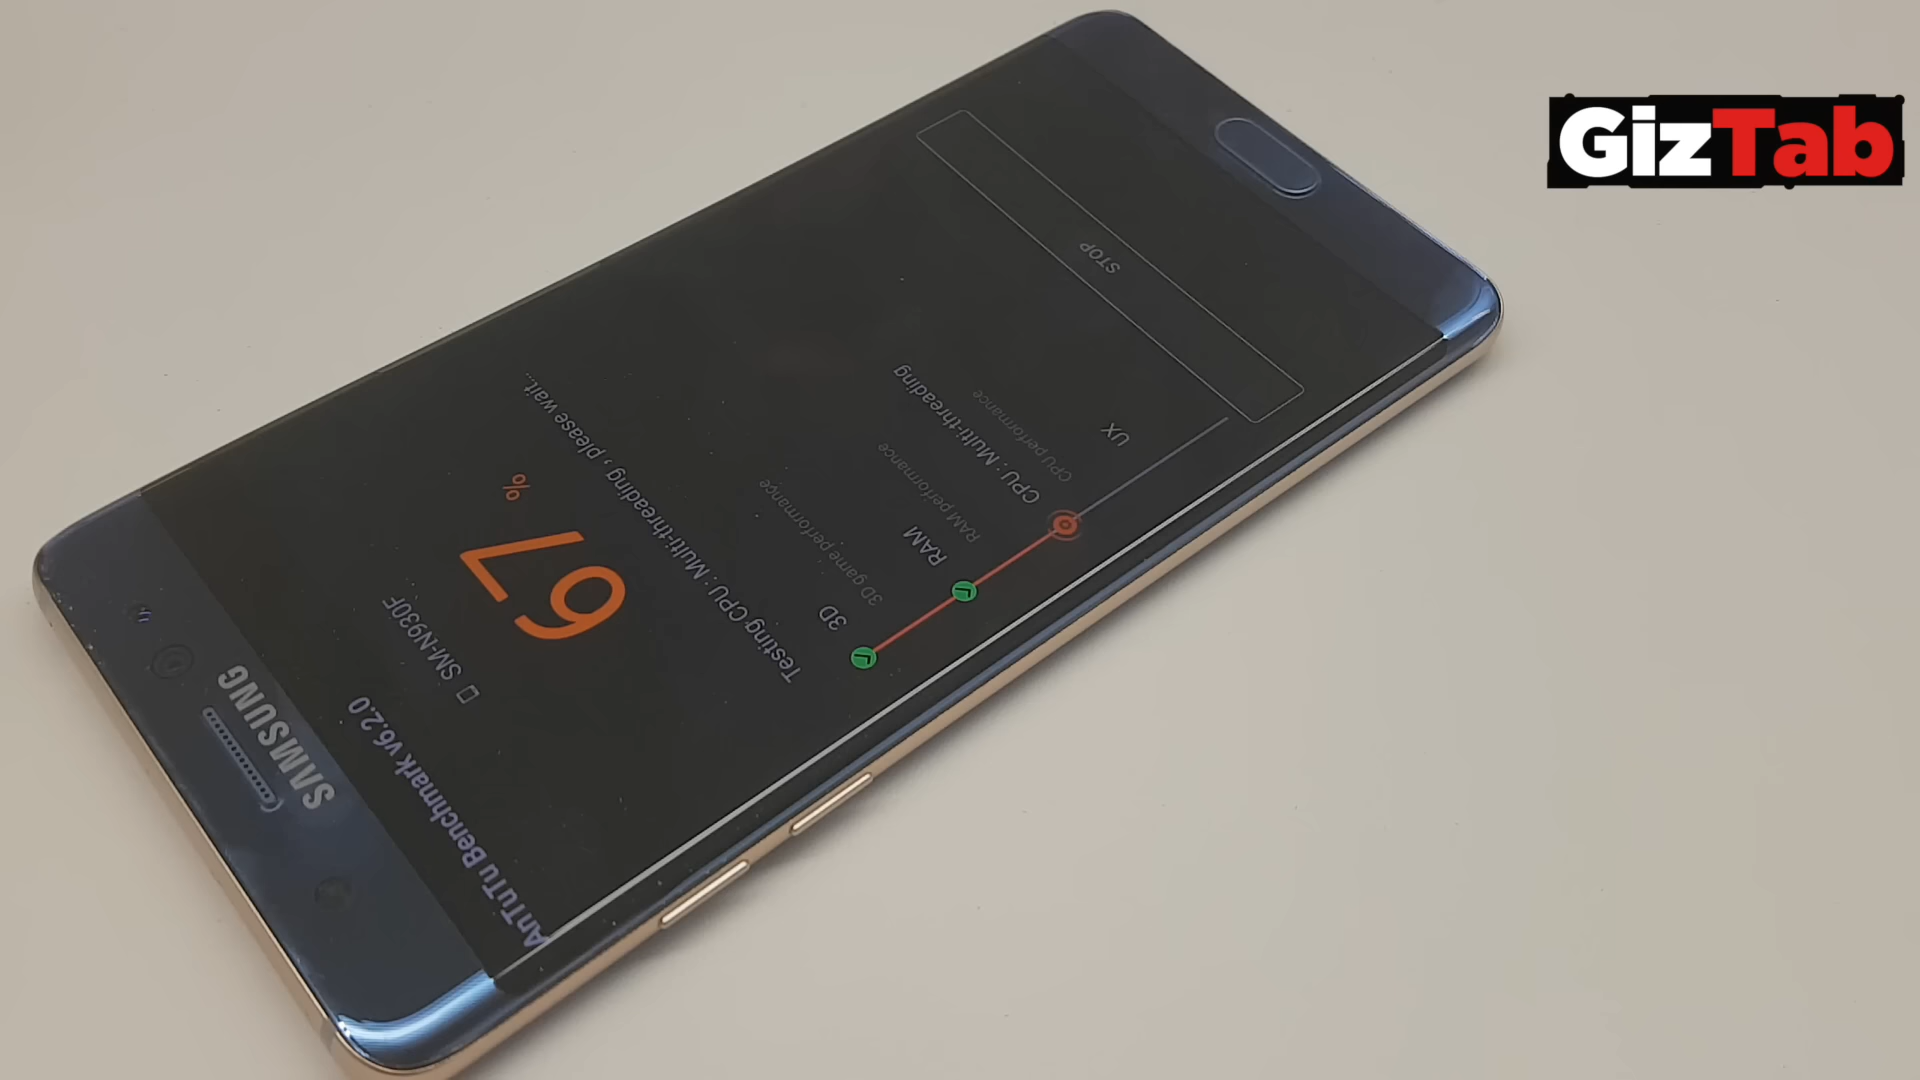 GizTab
SAMSUNG
AnTuTu Benchmark v6.2.0
SM-N930F
67 %
Testing CPU : Multi-threading , please wait...
3D
3D game performance
RAM
RAM performance
CPU : Multi-threading
CPU performance
UX
STOP